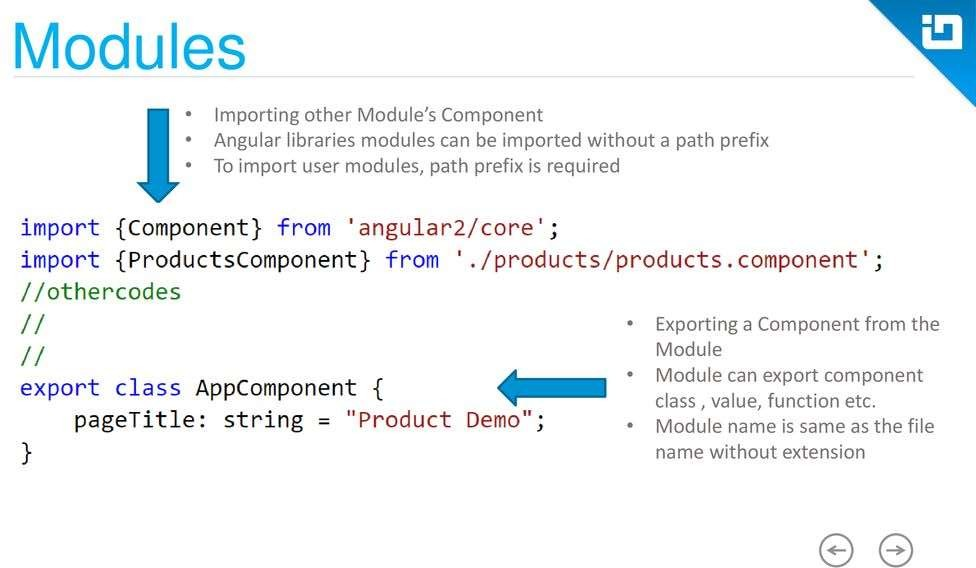 Modules
• Importing other Module’s Component
• Angular libraries modules can be imported without a path prefix
• To import user modules, path prefix is required
import {Component} from 'angular2/core';
import {ProductsComponent} from './products/products.component';
//othercodes
//
//
export class AppComponent {
    pageTitle: string = "Product Demo";
}
• Exporting a Component from the
Module
• Module can export component
class , value, function etc.
• Module name is same as the file
name without extension